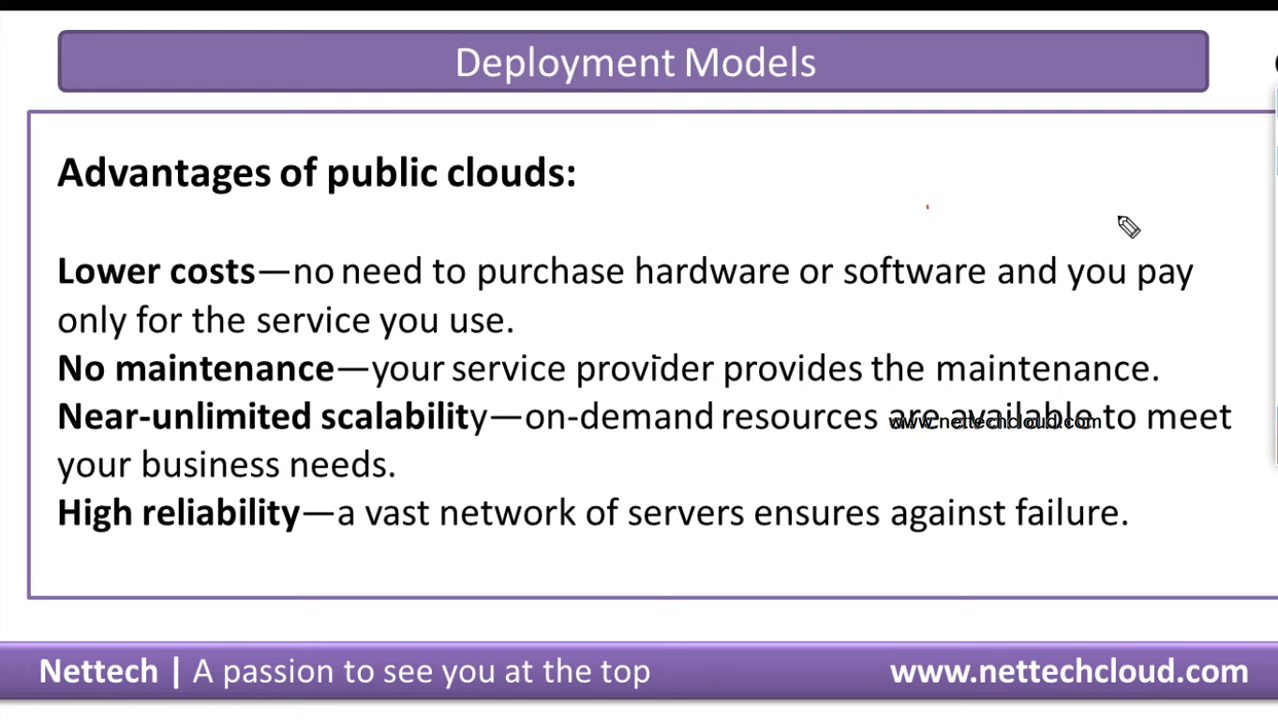 Deployment Models
Advantages of public clouds:
Lower costs—no need to purchase hardware or software and you pay
only for the service you use.
No maintenance—your service provider provides the maintenance.
Near-unlimited scalability—on-demand resources are available to meet
www.nettechcloud.com
your business needs.
High reliability—a vast network of servers ensures against failure.
Nettech | A passion to see you at the top
www.nettechcloud.com